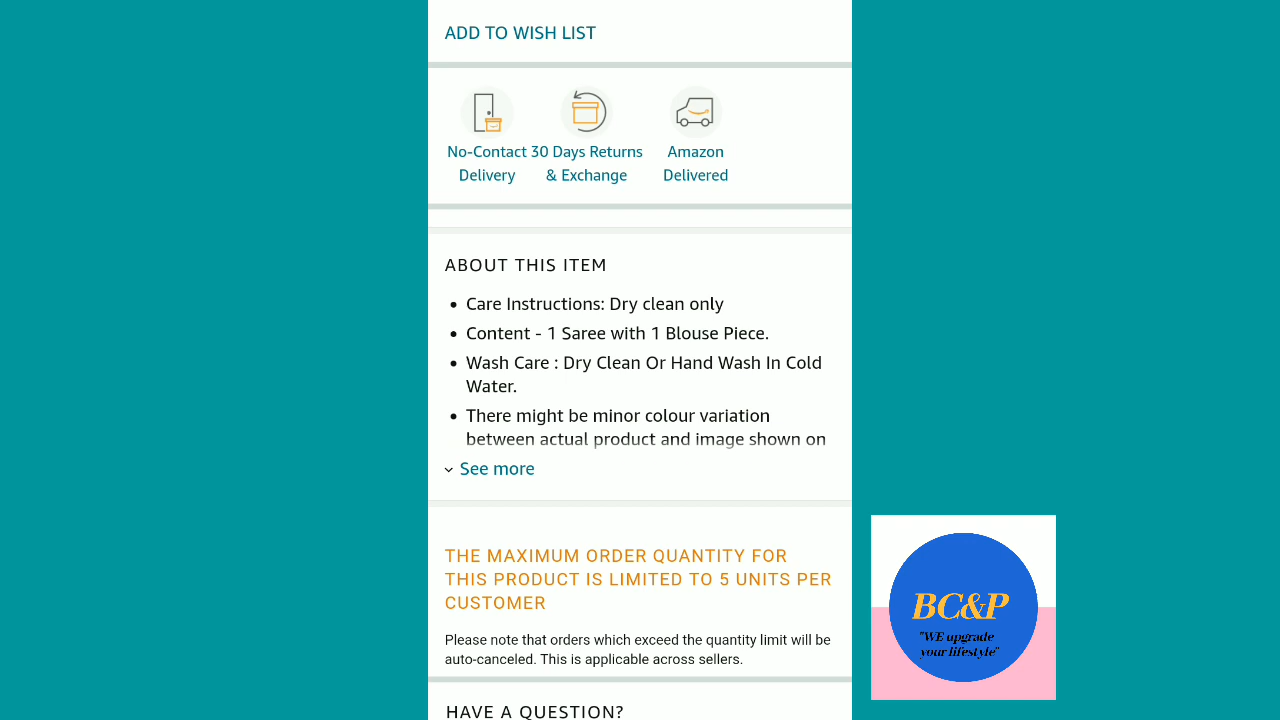 ADD TO WISH LIST
No-Contact Delivery
30 Days Returns & Exchange
Amazon Delivered
ABOUT THIS ITEM
• Care Instructions: Dry clean only
• Content - 1 Saree with 1 Blouse Piece.
• Wash Care : Dry Clean Or Hand Wash In Cold
Water.
• There might be minor colour variation
between actual product and image shown on
See more
THE MAXIMUM ORDER QUANTITY FOR
THIS PRODUCT IS LIMITED TO 5 UNITS PER
CUSTOMER
Please note that orders which exceed the quantity limit will be
auto-canceled. This is applicable across sellers.
HAVE A QUESTION?
BC&P
"WE upgrade
your lifestyle"